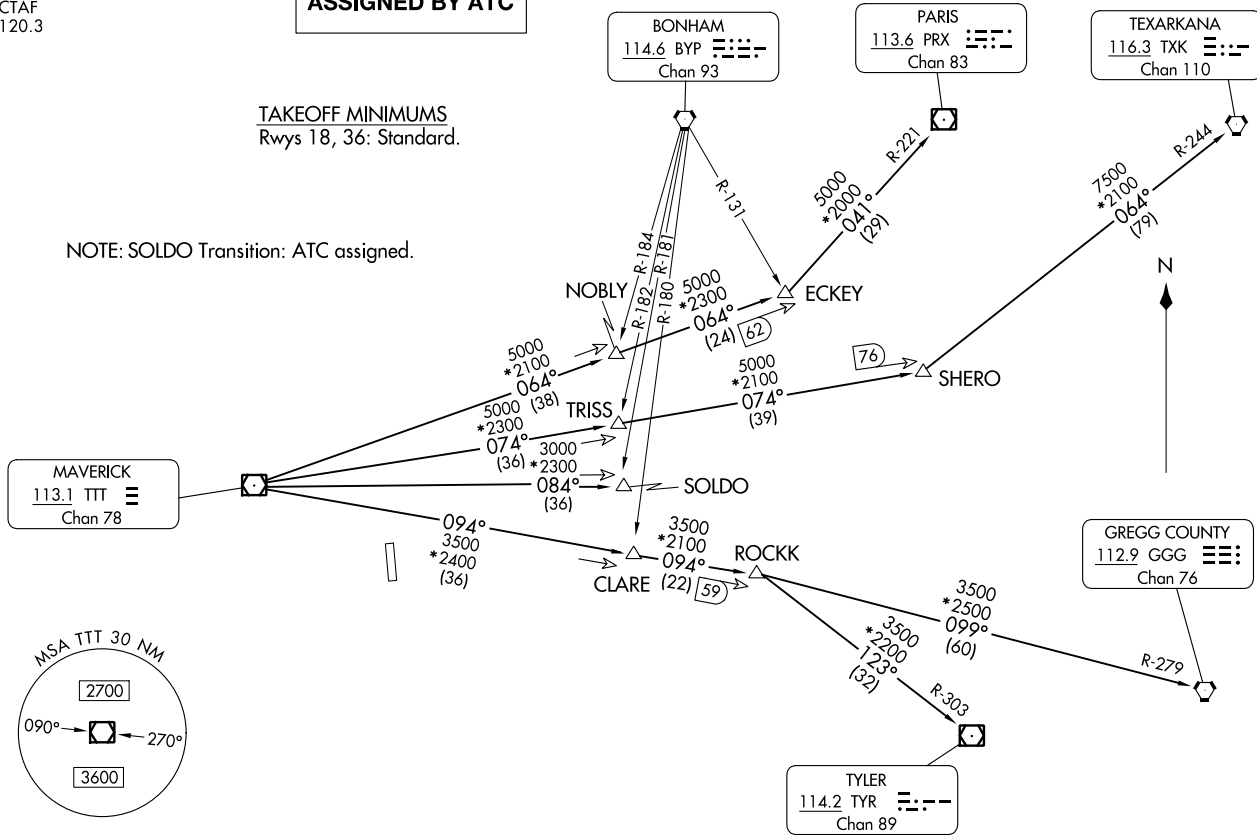 CTAF
120.3
ASSIGNED BY ATC
TAKEOFF MINIMUMS
Rwys 18, 36: Standard.
NOTE: SOLDO Transition: ATC assigned.
BONHAM
114.6 BYP
Chan 93
PARIS
113.6 PRX
Chan 83
TEXARKANA
116.3 TXK
Chan 110
R-221
R-244
R-131
5000
*2000
041°
(29)
7500
*2100
064°
(79)
N
R-184
R-181
R-182
R-180
NOBLY
5000
*2300
064°
(24)
62
ECKEY
5000
*2100
064°
(38)
76
SHERO
5000
*2100
074°
(39)
TRISS
5000
*2300
074°
(36)
3000
*2300
084°
(36)
SOLDO
MAVERICK
113.1 TTT
Chan 78
094°
3500
*2400
(36)
CLARE
3500
*2100
094°
(22)
59
ROCKK
GREGG COUNTY
112.9 GGG
Chan 76
3500
*2500
099°
(60)
R-279
3500
*2200
123°
(32)
R-303
MSA TTT 30 NM
2700
090°
270°
3600
TYLER
114.2 TYR
Chan 89